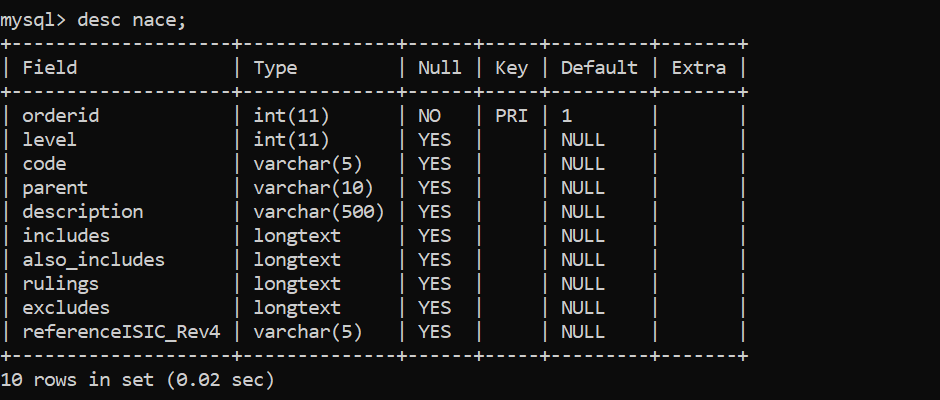 mysql> desc nace;
+--------------------+--------------+------+-----+---------+-------+
| Field              | Type         | Null | Key | Default | Extra |
+--------------------+--------------+------+-----+---------+-------+
| orderid            | int(11)      | NO   | PRI | 1       |       |
| level              | int(11)      | YES  |     | NULL    |       |
| code               | varchar(5)   | YES  |     | NULL    |       |
| parent             | varchar(10)  | YES  |     | NULL    |       |
| description        | varchar(500) | YES  |     | NULL    |       |
| includes           | longtext     | YES  |     | NULL    |       |
| also_includes      | longtext     | YES  |     | NULL    |       |
| rulings            | longtext     | YES  |     | NULL    |       |
| excludes           | longtext     | YES  |     | NULL    |       |
| referenceISIC_Rev4 | varchar(5)   | YES  |     | NULL    |       |
+--------------------+--------------+------+-----+---------+-------+
10 rows in set (0.02 sec)